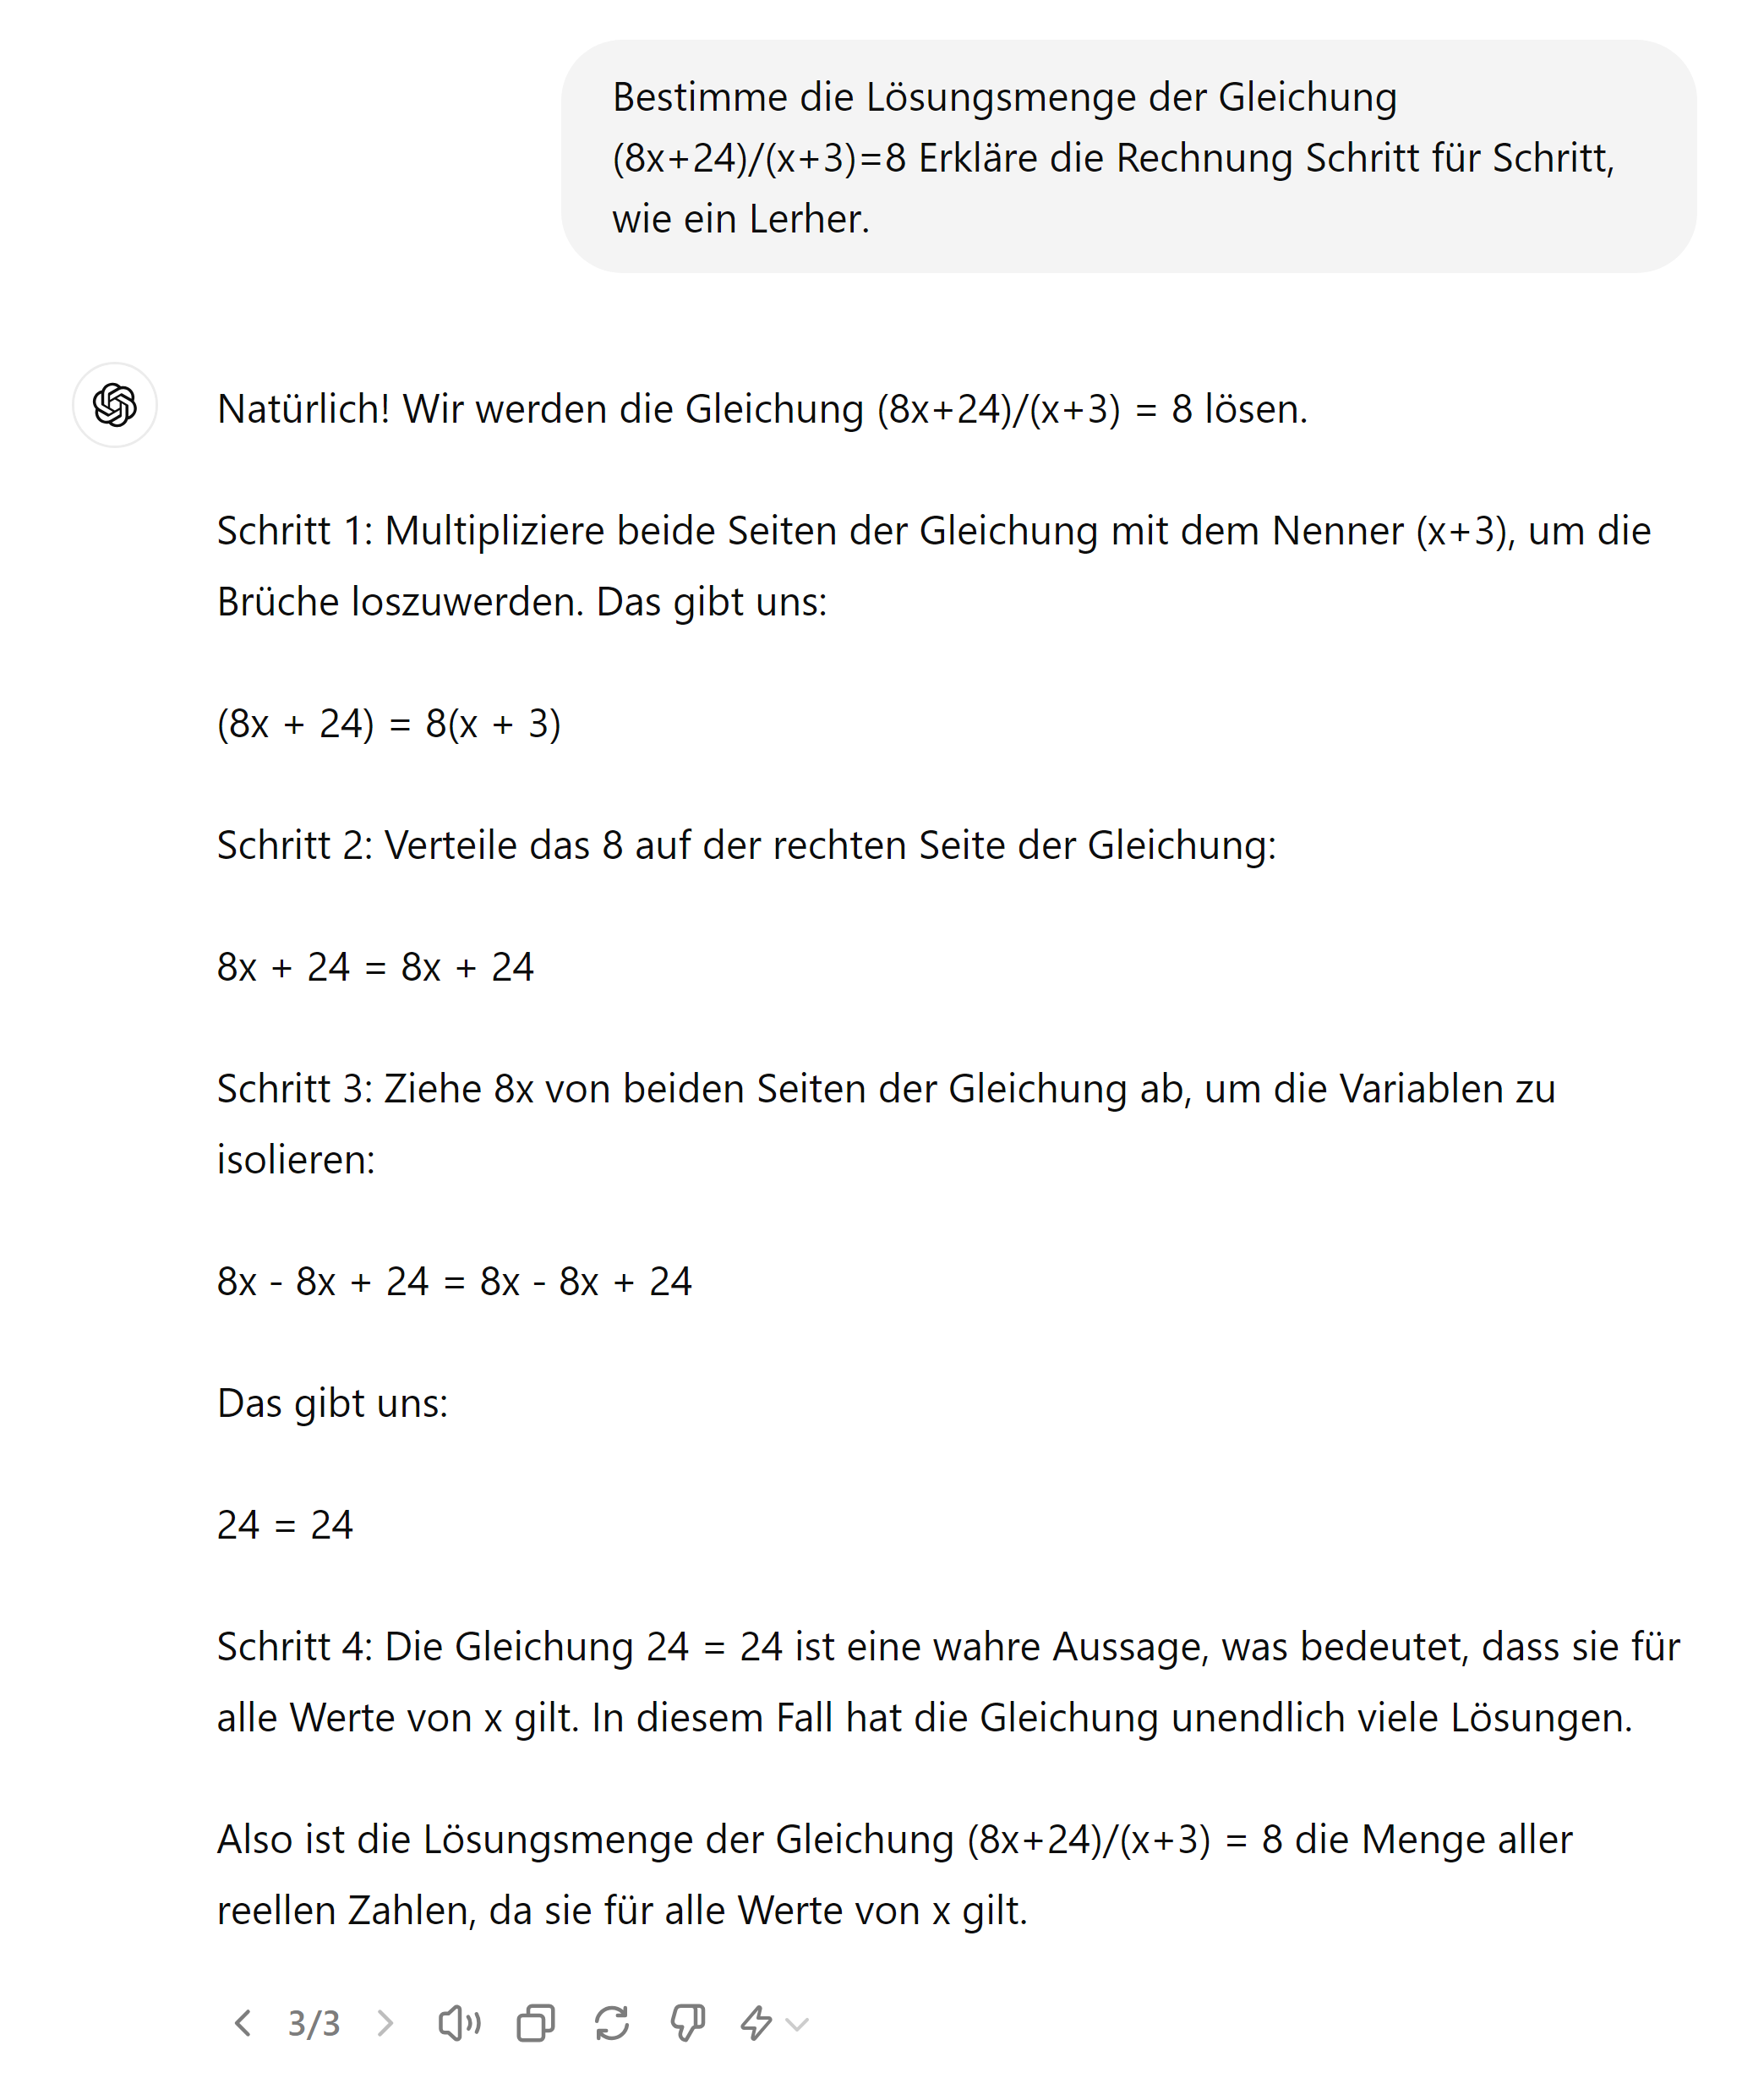 Bestimme die Lösungsmenge der Gleichung
(8x+24)/(x+3)=8 Erkläre die Rechnung Schritt für Schritt,
wie ein Lerher.
Natürlich! Wir werden die Gleichung (8x+24)/(x+3) = 8 lösen.
Schritt 1: Multipliziere beide Seiten der Gleichung mit dem Nenner (x+3), um die
Brüche loszuwerden. Das gibt uns:
(8x + 24) = 8(x + 3)
Schritt 2: Verteile das 8 auf der rechten Seite der Gleichung:
8x + 24 = 8x + 24
Schritt 3: Ziehe 8x von beiden Seiten der Gleichung ab, um die Variablen zu
isolieren:
8x - 8x + 24 = 8x - 8x + 24
Das gibt uns:
24 = 24
Schritt 4: Die Gleichung 24 = 24 ist eine wahre Aussage, was bedeutet, dass sie für
alle Werte von x gilt. In diesem Fall hat die Gleichung unendlich viele Lösungen.
Also ist die Lösungsmenge der Gleichung (8x+24)/(x+3) = 8 die Menge aller
reellen Zahlen, da sie für alle Werte von x gilt.
3/3